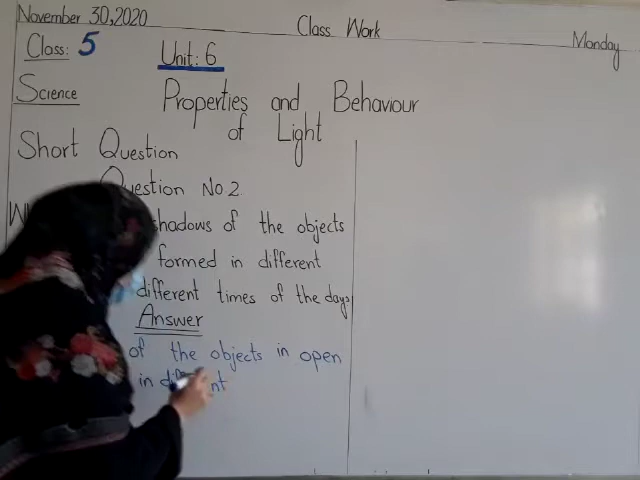 November 30,2020
Class Work
Monday
Class: 5
Unit: 6
Science
Properties and Behaviour
of Light
Short Question
Question No 2
shadows of the objects
formed in different
different times of the days
Answer
of the objects in open
in